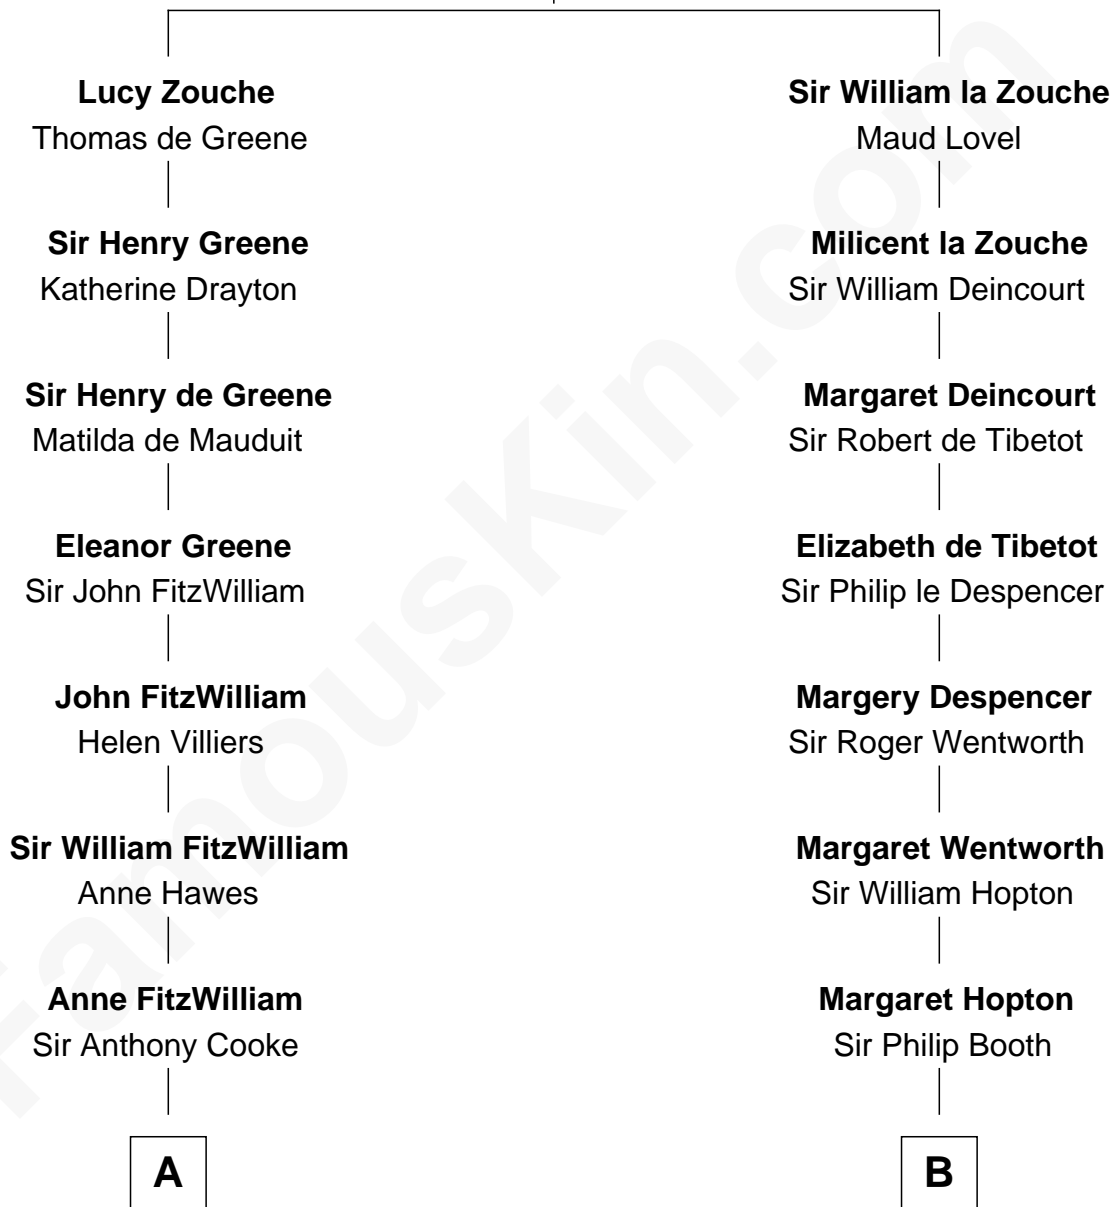 Lucy Zouche
Thomas de Greene
Sir Henry Greene
Katherine Drayton
Sir Henry de Greene
Matilda de Mauduit
Eleanor Greene
Sir John FitzWilliam
John FitzWilliam
Helen Villiers
Sir William FitzWilliam
Anne Hawes
Anne FitzWilliam
Sir Anthony Cooke
A
Sir William la Zouche
Maud Lovel
Milicent la Zouche
Sir William Deincourt
Margaret Deincourt
Sir Robert de Tibetot
Elizabeth de Tibetot
Sir Philip le Despencer
Margery Despencer
Sir Roger Wentworth
Margaret Wentworth
Sir William Hopton
Margaret Hopton
Sir Philip Booth
B
FamousKin.com